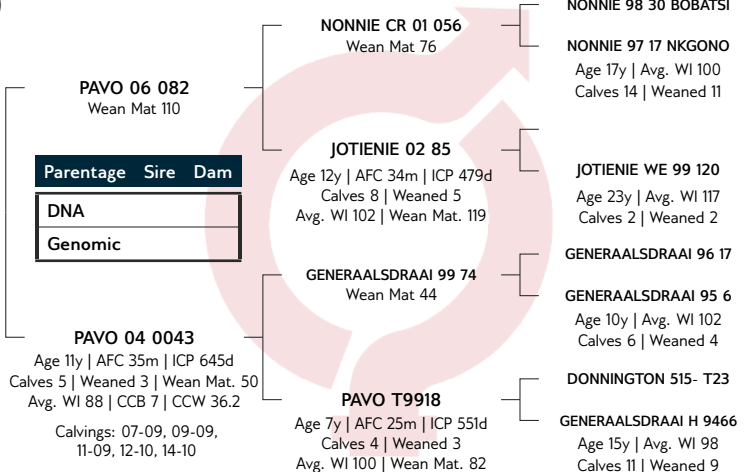 NONNIE 98 30 BOBATSI
NONNIE CR 01 056
Wean Mat 76
NONNIE 97 17 NKGONO
Age 17y | Avg. WI 100
Calves 14 | Weaned 11
PAVO 06 082
Wean Mat 110
JOTIENIE 02 85
Age 12y | AFC 34m | ICP 479d
Calves 8 | Weaned 5
Avg. WI 102 | Wean Mat. 119
JOTIENIE WE 99 120
Age 23y | Avg. WI 117
Calves 2 | Weaned 2
Parentage Sire Dam
DNA
Genomic
GENERAALSDRAAI 99 74
Wean Mat 44
GENERAALSDRAAI 96 17
GENERAALSDRAAI 95 6
Age 10y | Avg. WI 102
Calves 6 | Weaned 4
PAVO 04 0043
Age 11y | AFC 35m | ICP 645d
Calves 5 | Weaned 3 | Wean Mat. 50
Avg. WI 88 | CCB 7 | CCW 36.2
Calvings: 07-09, 09-09,
11-09, 12-10, 14-10
PAVO T9918
Age 7y | AFC 25m | ICP 551d
Calves 4 | Weaned 3
Avg. WI 100 | Wean Mat. 82
DONNINGTON 515- T23
GENERAALSDRAAI H 9466
Age 15y | Avg. WI 98
Calves 11 | Weaned 9